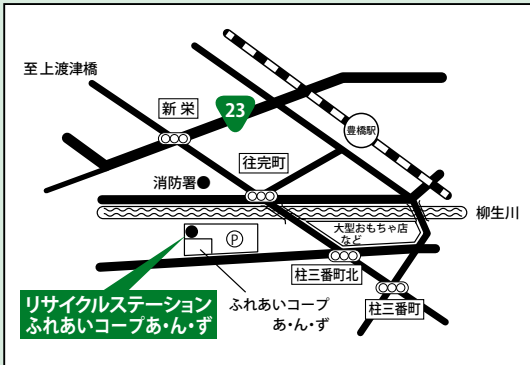 至上渡津橋
新栄
23
豊橋駅
往完町
消防署
柳生川
大型おもちゃ店
など
P
柱三番町北
リサイクルステーション
ふれあいコープあ・ん・ず
ふれあいコープ
あ・ん・ず
柱三番町